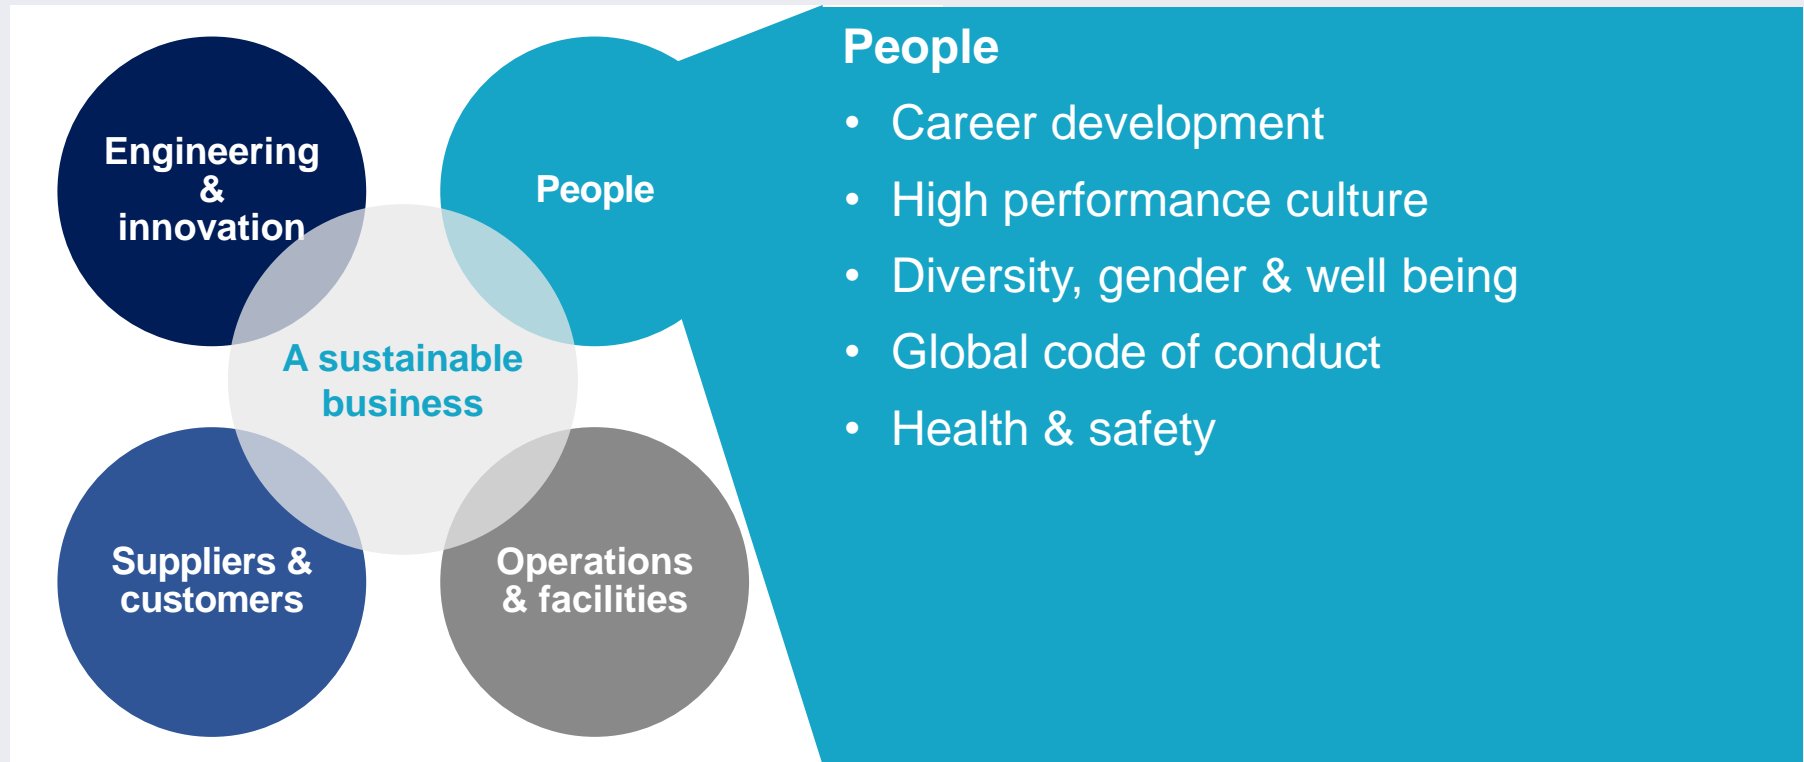 Engineering
&
innovation
People
A sustainable
business
Suppliers &
customers
Operations
& facilities
People
• Career development
• High performance culture
• Diversity, gender & well being
• Global code of conduct
• Health & safety